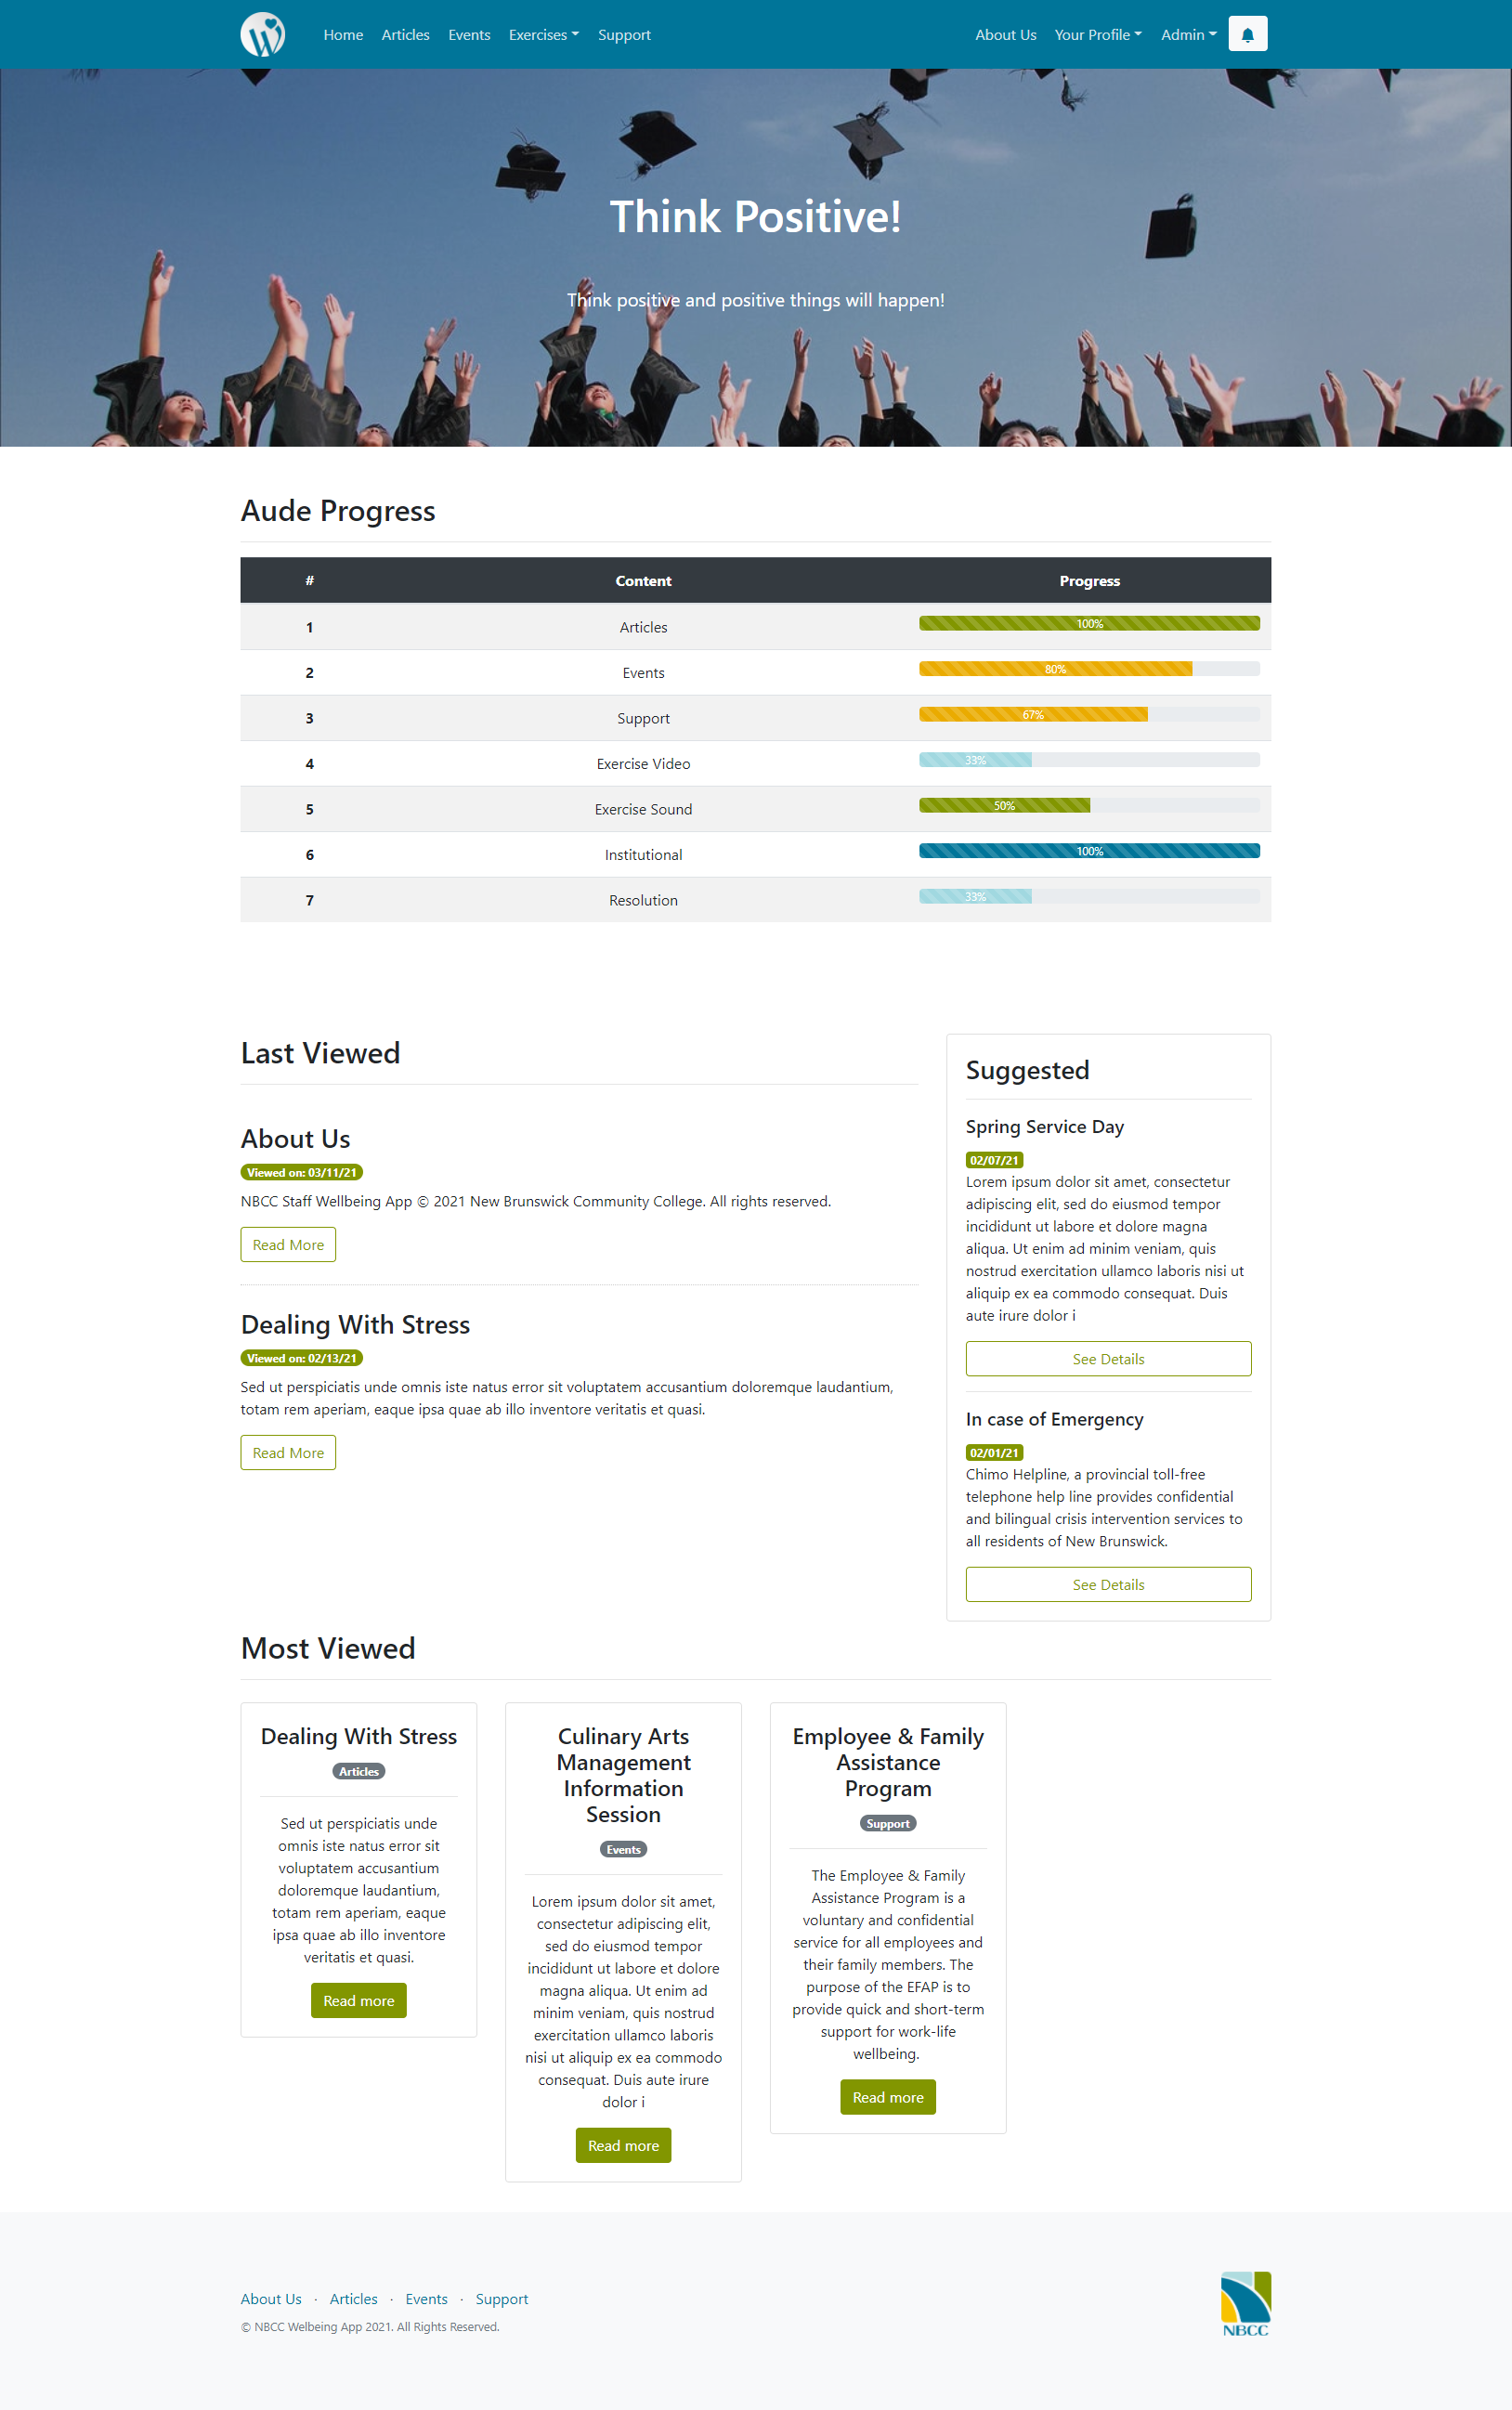 Home Articles Events Exercises Support About Us Your Profile Admin
Think Positive!
Think positive and positive things will happen!
Aude Progress
# Content Progress
1 Articles 100%
2 Events 80%
3 Support 67%
4 Exercise Video 33%
5 Exercise Sound 50%
6 Institutional 100%
7 Resolution 33%
Last Viewed
About Us
Viewed on: 03/11/21
NBCC Staff Wellbeing App © 2021 New Brunswick Community College. All rights reserved.
Read More
Dealing With Stress
Viewed on: 02/13/21
Sed ut perspiciatis unde omnis iste natus error sit voluptatem accusantium doloremque laudantium,
totam rem aperiam, eaque ipsa quae ab illo inventore veritatis et quasi.
Read More
Suggested
Spring Service Day
02/07/21
Lorem ipsum dolor sit amet, consectetur
adipiscing elit, sed do eiusmod tempor
incididunt ut labore et dolore magna
aliqua. Ut enim ad minim veniam, quis
nostrud exercitation ullamco laboris nisi ut
aliquip ex ea commodo consequat. Duis
aute irure dolor i
See Details
In case of Emergency
02/01/21
Chimo Helpline, a provincial toll-free
telephone help line provides confidential
and bilingual crisis intervention services to
all residents of New Brunswick.
See Details
Most Viewed
Dealing With Stress
Articles
Sed ut perspiciatis unde
omnis iste natus error sit
voluptatem accusantium
doloremque laudantium,
totam rem aperiam, eaque
ipsa quae ab illo inventore
veritatis et quasi.
Read more
Culinary Arts
Management
Information
Session
Events
Lorem ipsum dolor sit amet,
consectetur adipiscing elit,
sed do eiusmod tempor
incididunt ut labore et dolore
magna aliqua. Ut enim ad
minim veniam, quis nostrud
exercitation ullamco laboris
nisi ut aliquip ex ea commodo
consequat. Duis aute irure
dolor i
Read more
Employee & Family
Assistance
Program
Support
The Employee & Family
Assistance Program is a
voluntary and confidential
service for all employees and
their family members. The
purpose of the EFAP is to
provide quick and short-term
support for work-life
wellbeing.
Read more
About Us · Articles · Events · Support
© NBCC Welbeing App 2021. All Rights Reserved.
NBCC